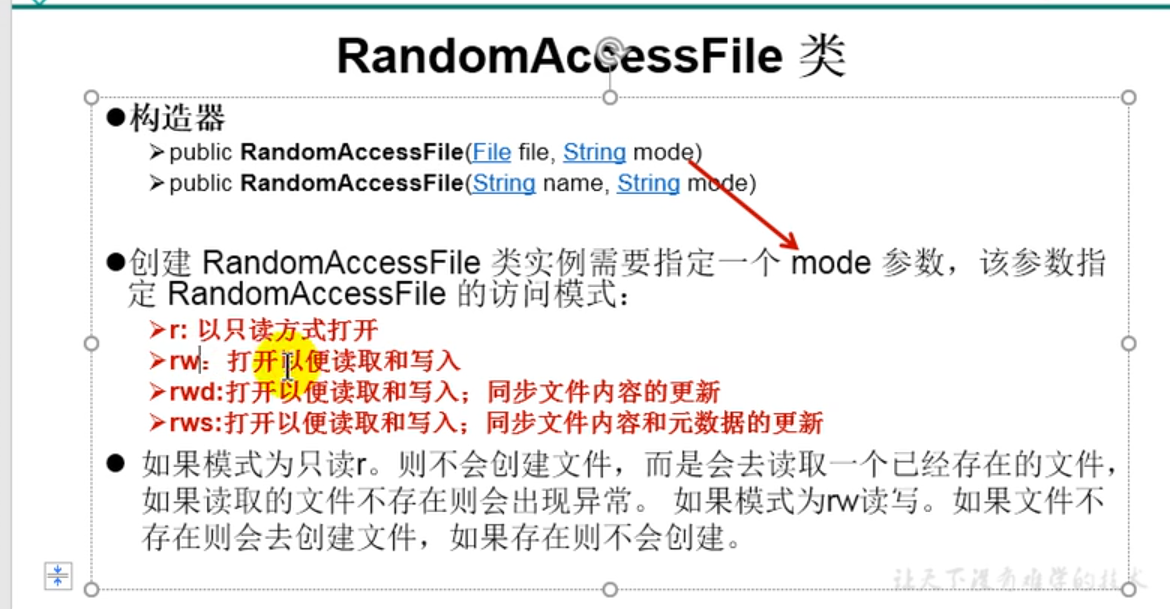 RandomAccessFile 类
●构造器
➢public RandomAccessFile(File file, String mode)
➢public RandomAccessFile(String name, String mode)
●创建 RandomAccessFile 类实例需要指定一个 mode 参数，该参数指
定 RandomAccessFile 的访问模式：
➢r: 以只读方式打开
➢rw：打开以便读取和写入
➢rwd:打开以便读取和写入；同步文件内容的更新
➢rws:打开以便读取和写入；同步文件内容和元数据的更新
● 如果模式为只读r。则不会创建文件，而是会去读取一个已经存在的文件，
如果读取的文件不存在则会出现异常。 如果模式为rw读写。如果文件不
存在则会去创建文件，如果存在则不会创建。
让天下没有难学的技术